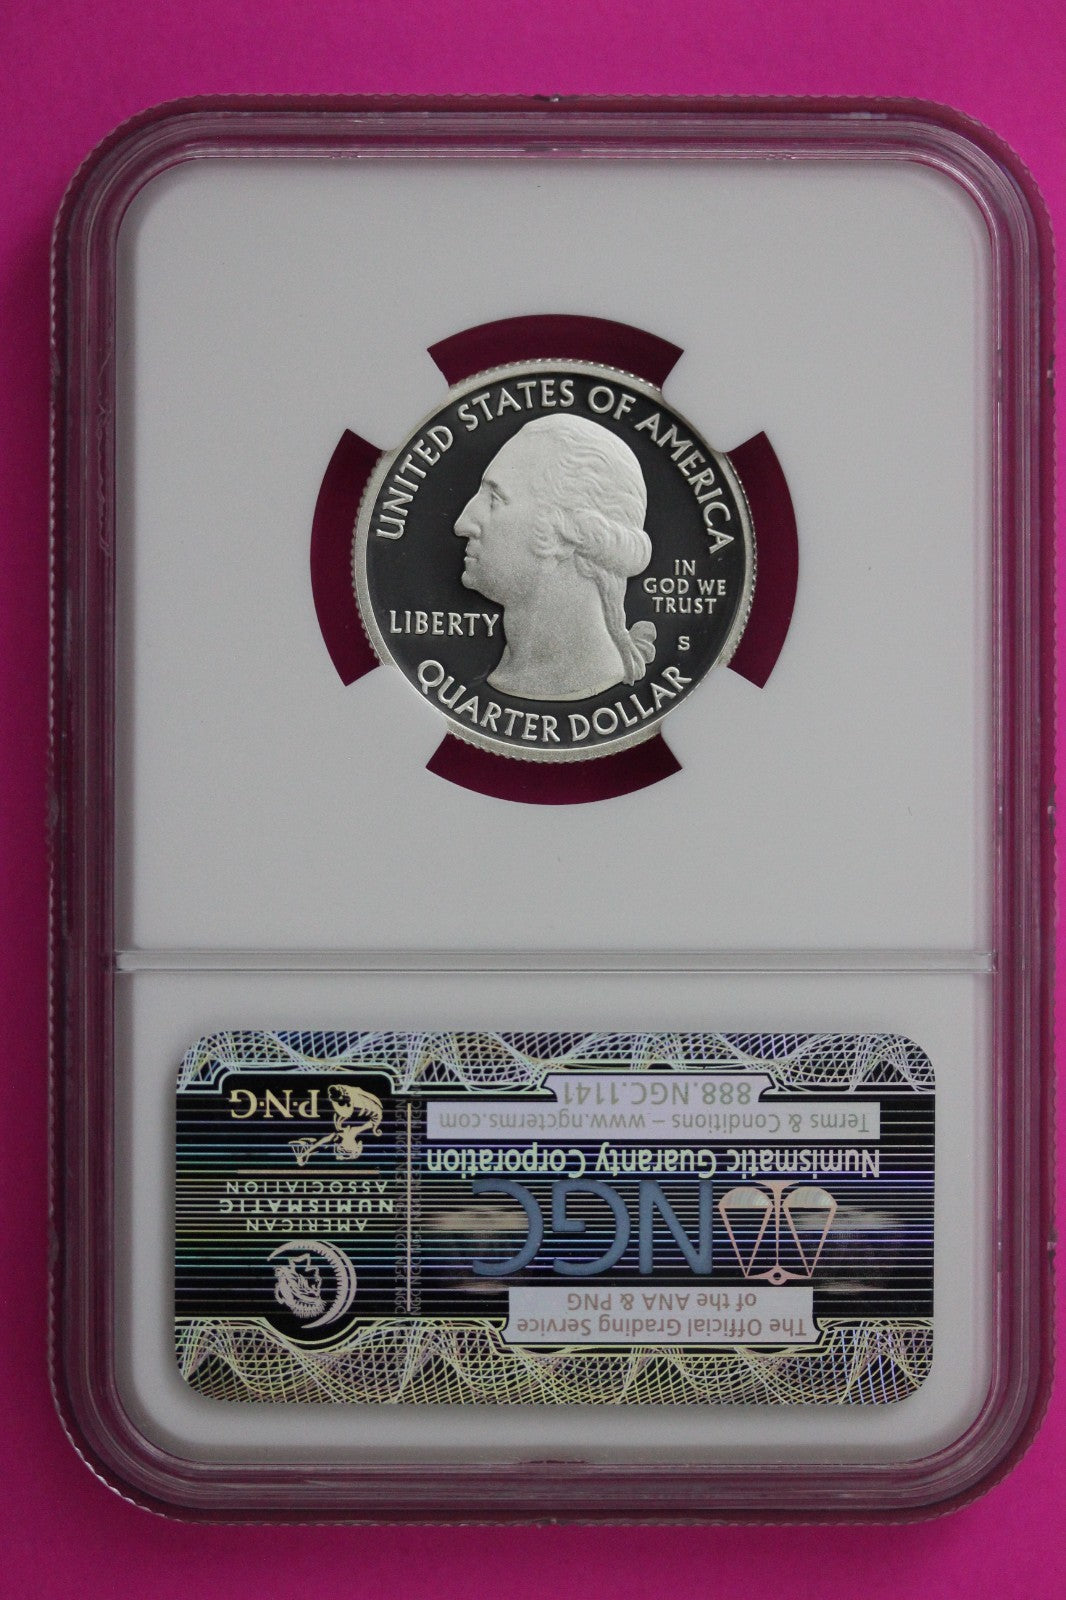 UNITED STATES OF AMERICA
LIBERTY
IN
GOD WE
TRUST
S
QUARTER DOLLAR
The Official Grading Service
of the ANA & PNG
NGC
Numismatic Guaranty Corporation
Terms & Conditions – www.ngcterms.com
888.NGC.1141
AMERICAN
NUMISMATIC
ASSOCIATION
P·N·G